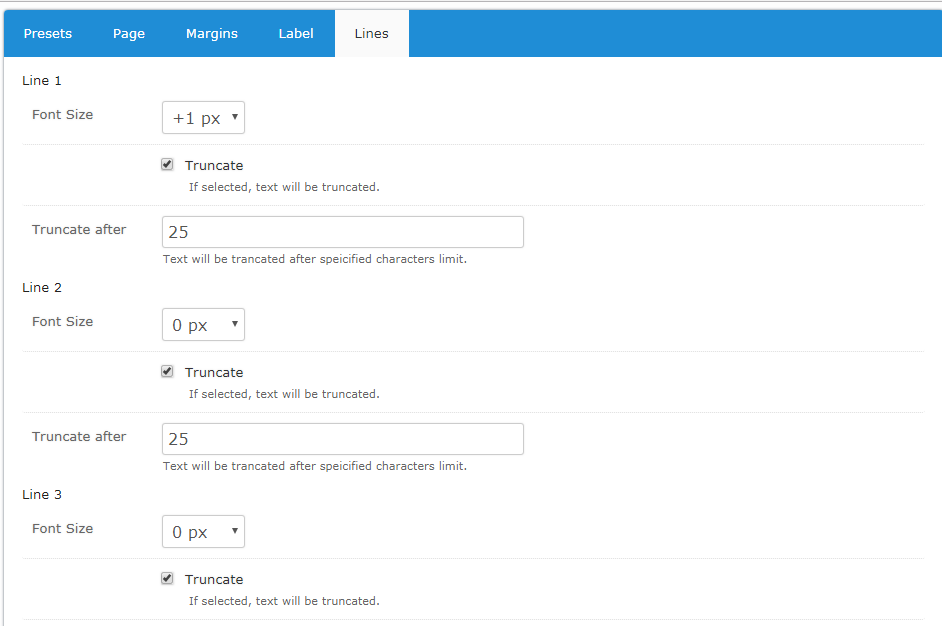 Presets Page Margins Label Lines
Line 1
Font Size +1 px
Truncate
If selected, text will be truncated.
Truncate after 25
Text will be trancated after speicified characters limit.
Line 2
Font Size 0 px
Truncate
If selected, text will be truncated.
Truncate after 25
Text will be trancated after speicified characters limit.
Line 3
Font Size 0 px
Truncate
If selected, text will be truncated.